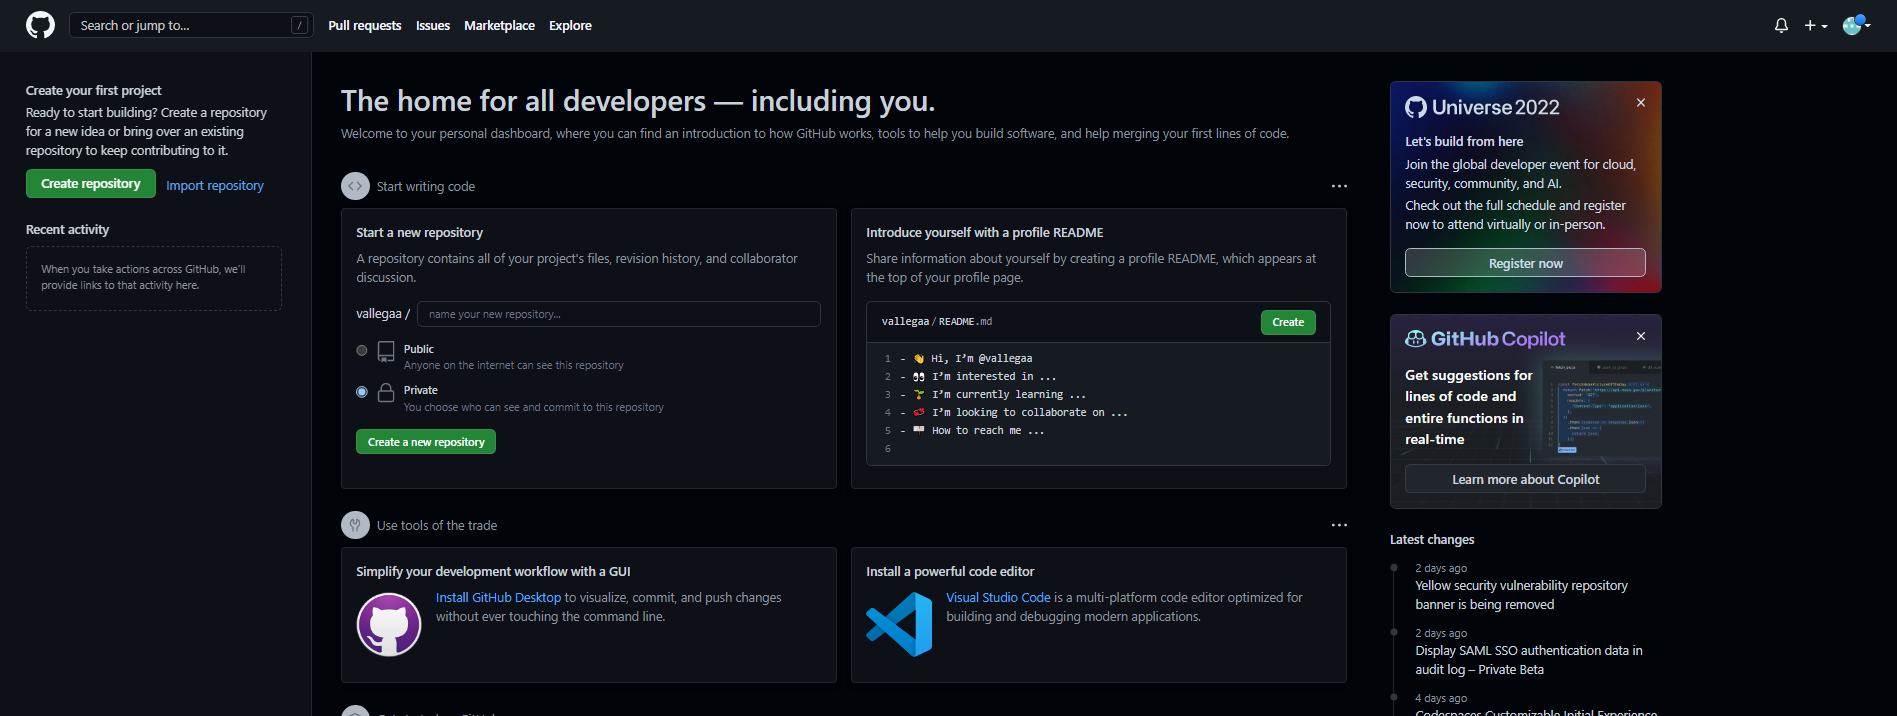 Search or jump to...
/
Pull requests
Issues
Marketplace
Explore
Create your first project
Ready to start building? Create a repository
for a new idea or bring over an existing
repository to keep contributing to it.
Create repository
Import repository
Recent activity
When you take actions across GitHub, we'll
provide links to that activity here.
The home for all developers — including you.
Welcome to your personal dashboard, where you can find an introduction to how GitHub works, tools to help you build software, and help merging your first lines of code.
Start writing code
Start a new repository
A repository contains all of your project's files, revision history, and collaborator
discussion.
vallegaa /
name your new repository...
Public
Anyone on the internet can see this repository
Private
You choose who can see and commit to this repository
Create a new repository
Introduce yourself with a profile README
Share information about yourself by creating a profile README, which appears at
the top of your profile page.
vallegaa / README.md
Create
1 - 👋 Hi, I'm @vallegaa
2 - 👀 I'm interested in ...
3 - 🌱 I'm currently learning ...
4 - 💞️ I'm looking to collaborate on ...
5 - 📫 How to reach me ...
6
Use tools of the trade
Simplify your development workflow with a GUI
Install GitHub Desktop to visualize, commit, and push changes
without ever touching the command line.
Install a powerful code editor
Visual Studio Code is a multi-platform code editor optimized for
building and debugging modern applications.
Universe 2022
Let's build from here
Join the global developer event for cloud,
security, community, and AI.
Check out the full schedule and register
now to attend virtually or in-person.
Register now
GitHub Copilot
Get suggestions for
lines of code and
entire functions in
real-time
Learn more about Copilot
Latest changes
2 days ago
Yellow security vulnerability repository
banner is being removed
2 days ago
Display SAML SSO authentication data in
audit log – Private Beta
4 days ago
Codespaces Customizable Initial Experience